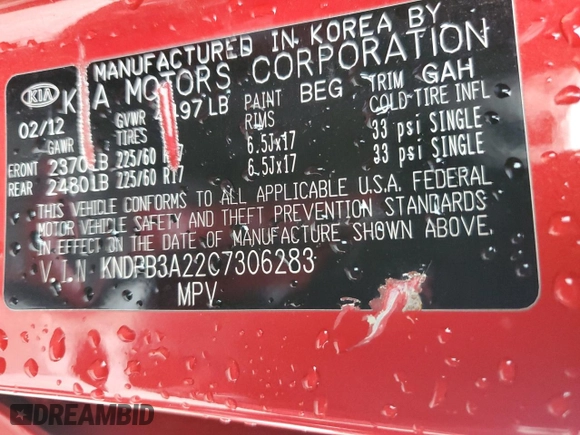 MANUFACTURED IN KOREA BY
KIA KIA MOTORS CORPORATION
02/12 GVWR LB PAINT BEG TRIM GAH
GAWR TIRES RIMS COLD TIRE INFL
FRONT 2370LB 225/60 R17 6.5Jx17 33 psi SINGLE
REAR 2480LB 225/60 R17 6.5Jx17 33 psi SINGLE
THIS VEHICLE CONFORMS TO ALL APPLICABLE U.S.A. FEDERAL
MOTOR VEHICLE SAFETY AND THEFT PREVENTION STANDARDS
IN EFFECT ON THE DATE OF MANUFACTURE SHOWN ABOVE.
V.I.N KNDPB3A22C7306283
MPV
DREAMBID